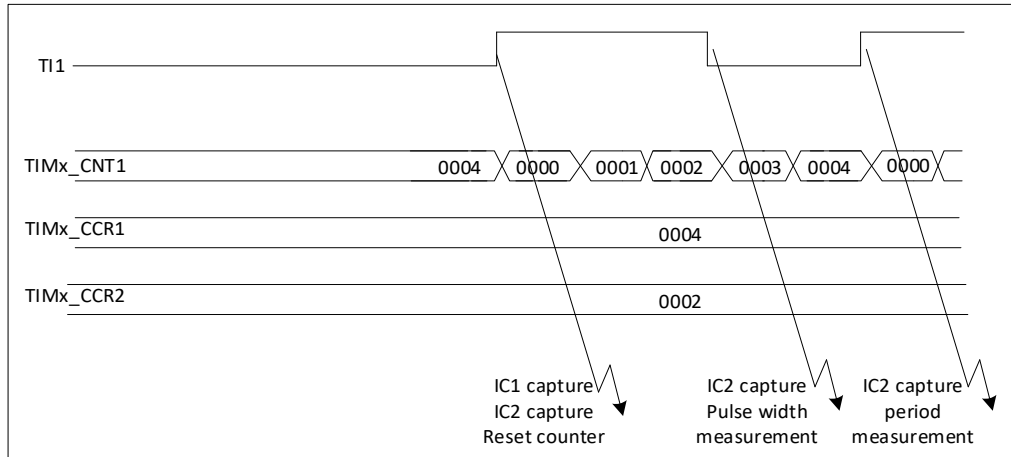 TI1
TIMx_CNT1
0004 0000 0001 0002 0003 0004 0000
TIMx_CCR1
0004
TIMx_CCR2
0002
IC1 capture
IC2 capture
Reset counter
IC2 capture
Pulse width
measurement
IC2 capture
period
measurement